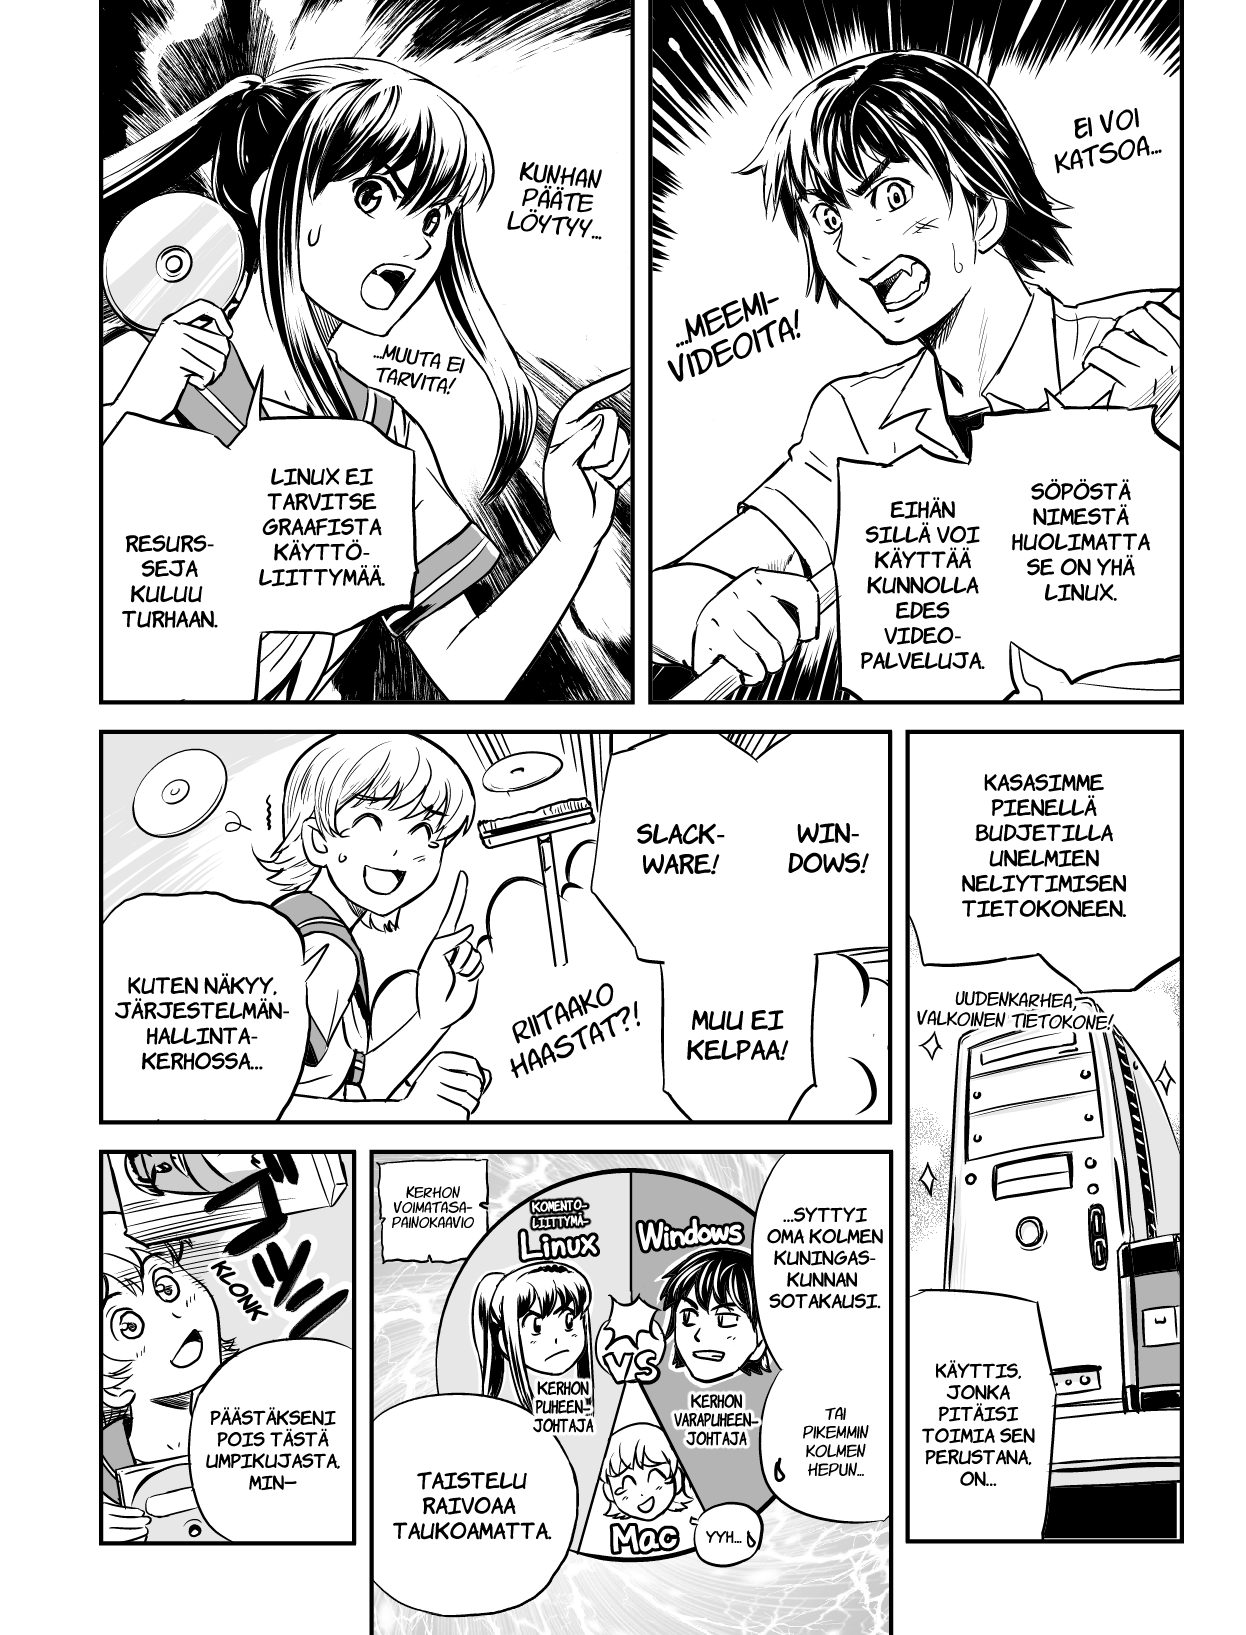 EI VOI
KATSOA...
...MEEMI-
VIDEOITA!
SÖPÖSTÄ
NIMESTÄ
HUOLIMATTA
SE ON YHÄ
LINUX.
EIHÄN
SILLÄ VOI
KÄYTTÄÄ
KUNNOLLA
EDES
VIDEO-
PALVELUJA.
KUNHAN
PÄÄTE
LÖYTYY...
...MUUTA EI
TARVITA!
LINUX EI
TARVITSE
GRAAFISTA
KÄYTTÖ-
LIITTYMÄÄ.
RESURS-
SEJA
KULUU
TURHAAN.
KASASIMME
PIENELLÄ
BUDJETILLA
UNELMIEN
NELIYTIMISEN
TIETOKONEEN.
UUDENKARHEA,
VALKOINEN TIETOKONE!
KÄYTTIS,
JONKA
PITÄISI
TOIMIA SEN
PERUSTANA,
ON...
WIN-
DOWS!
SLACK-
WARE!
MUU EI
KELPAA!
RIITAAKO
HAASTAT?!
KUTEN NÄKYY,
JÄRJESTELMÄN-
HALLINTA-
KERHOSSA...
...SYTTYI
OMA KOLMEN
KUNINGAS-
KUNNAN
SOTAKAUSI.
TAI
PIKEMMIN
KOLMEN
HEPUN...
KERHON
VOIMATASA-
PAINOKAAVIO
KOMENTO-
LIITTYMÄ-
Linux
Windows
VS
KERHON
PUHEEN-
JOHTAJA
KERHON
VARAPUHEEN-
JOHTAJA
Mac
YYH...
TAISTELU
RAIVOAA
TAUKOAMATTA.
KLONK
PÄÄSTÄKSENI
POIS TÄSTÄ
UMPIKUJASTA,
MIN—